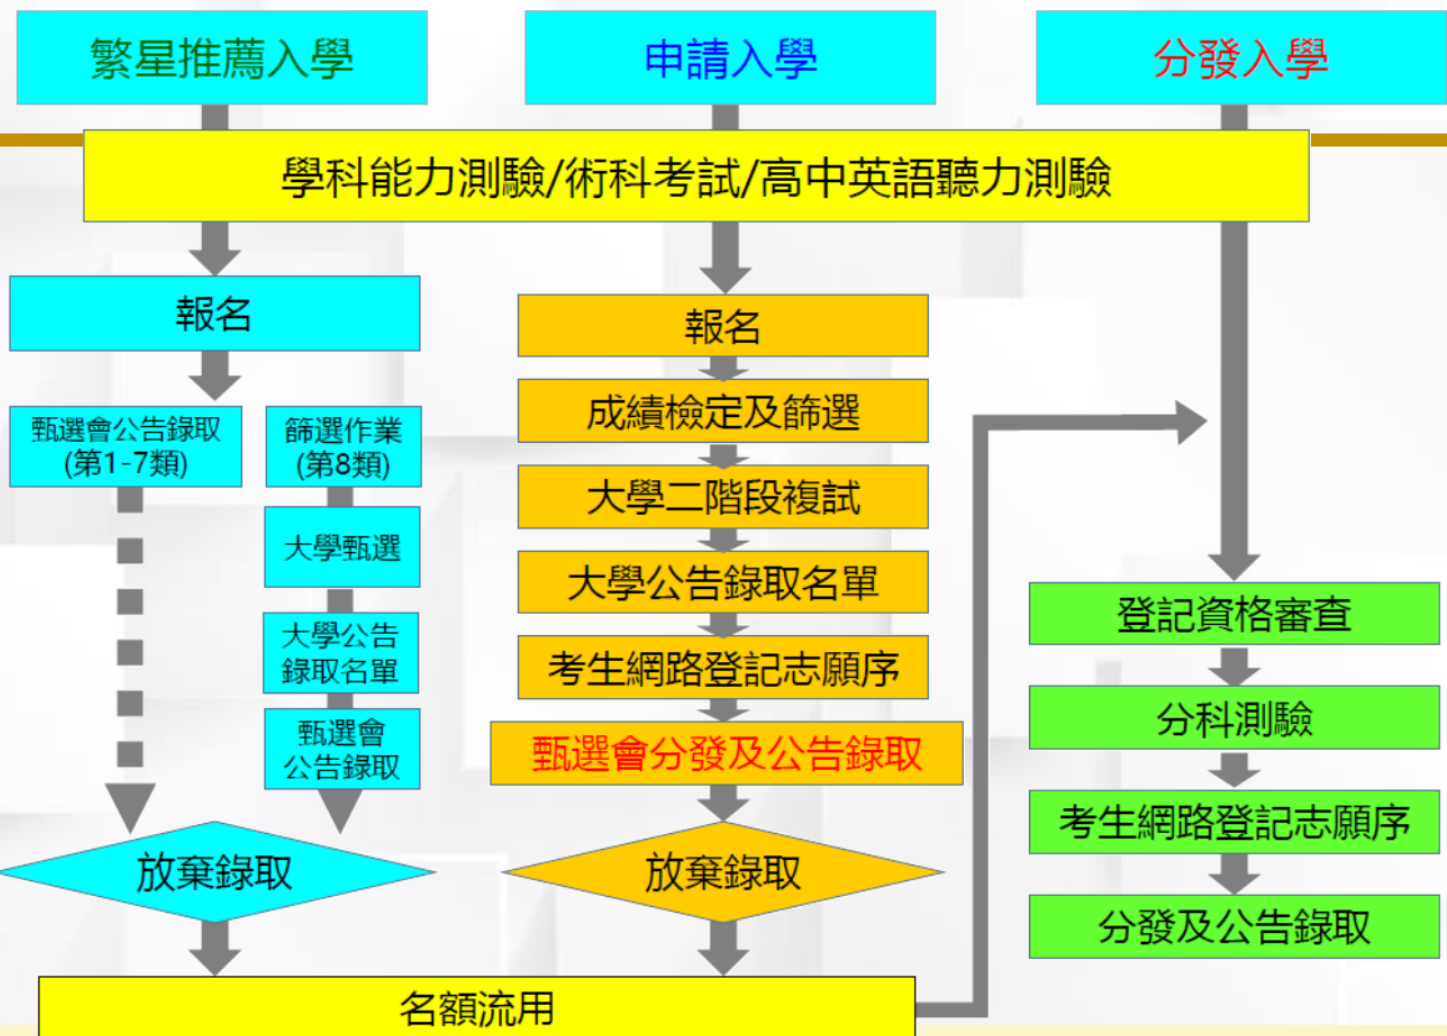 繁星推薦入學
申請入學
分發入學
學科能力測驗/術科考試/高中英語聽力測驗
報名
甄選會公告錄取
(第1-7類)
篩選作業
(第8類)
大學甄選
大學公告
錄取名單
甄選會
公告錄取
放棄錄取
報名
成績檢定及篩選
大學二階段複試
大學公告錄取名單
考生網路登記志願序
甄選會分發及公告錄取
放棄錄取
名額流用
登記資格審查
分科測驗
考生網路登記志願序
分發及公告錄取